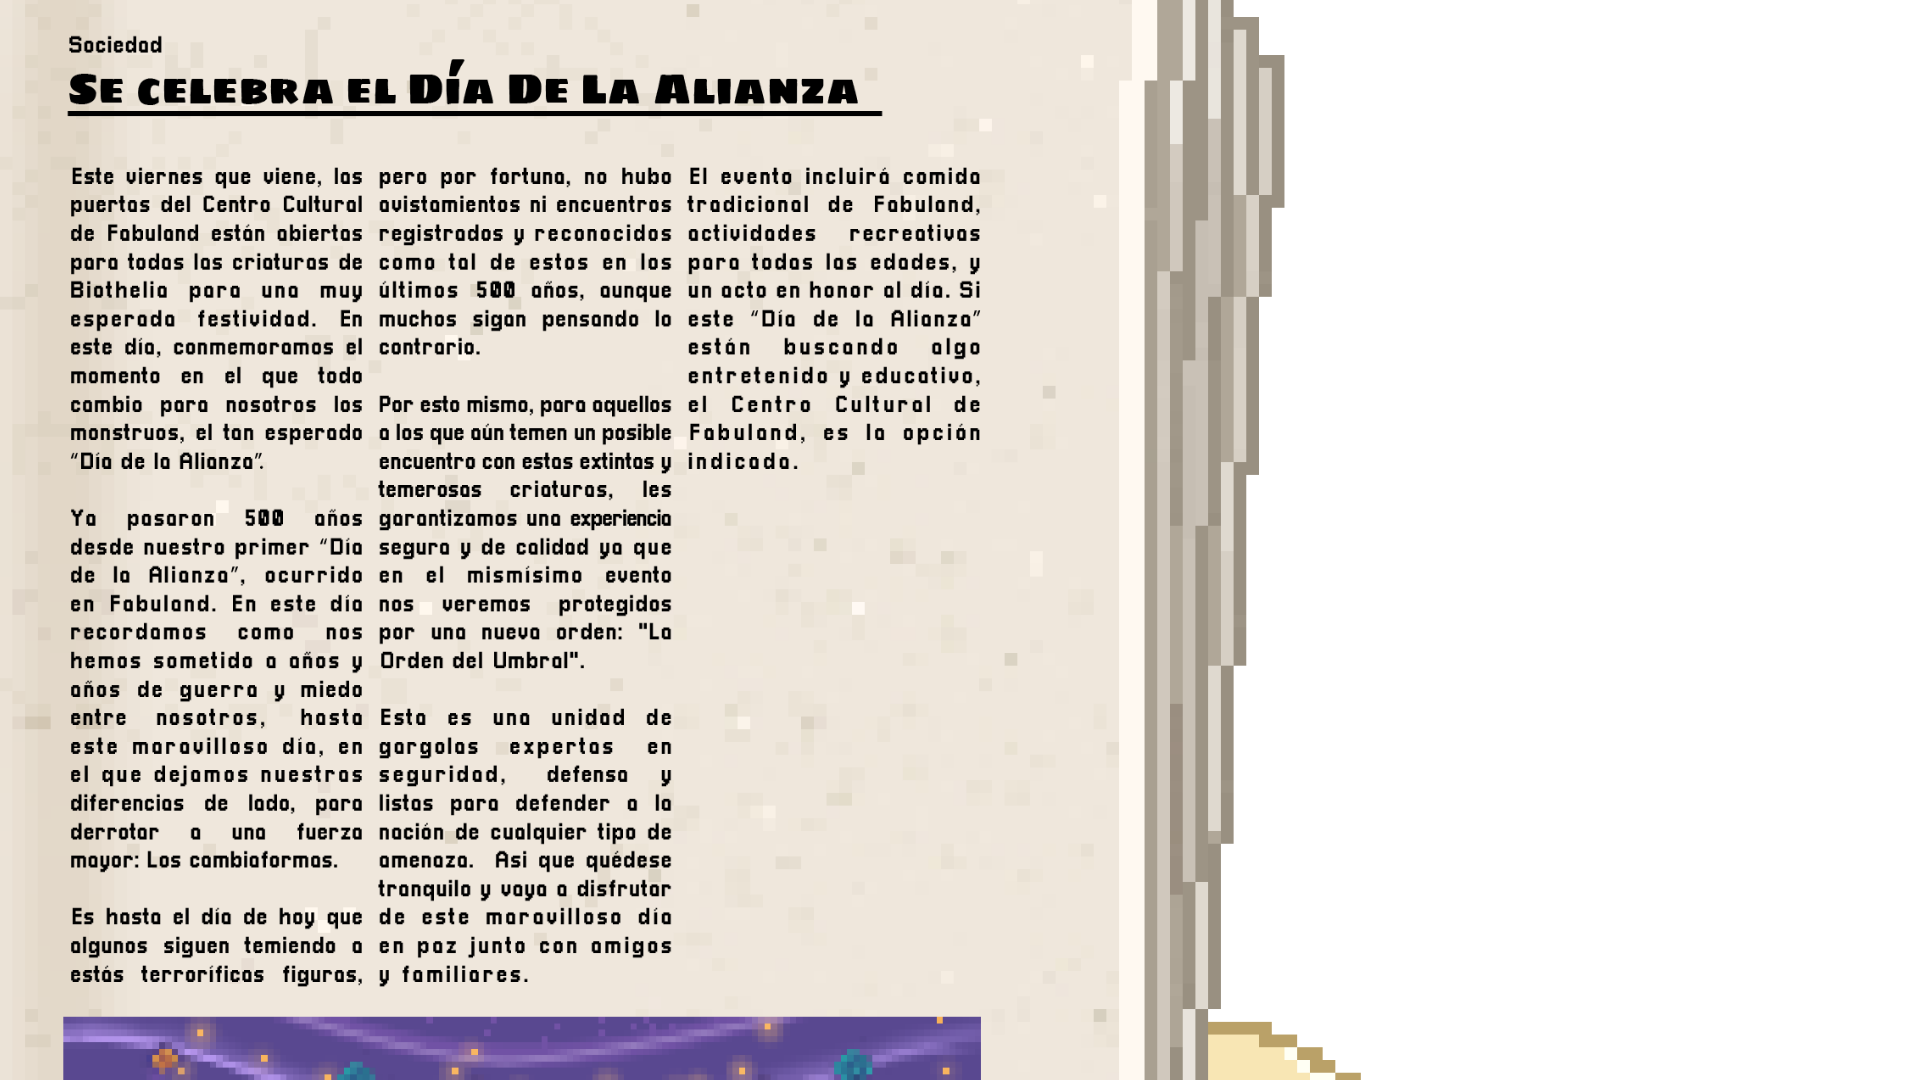 Sociedad
Se celebra el Día De La Alianza
Este viernes que viene, las
puertas del Centro Cultural
de Fabuland están abiertas
para todas las criaturas de
Biothelia para una muy
esperada festividad. En
este día, conmemoramos el
momento en el que todo
cambio para nosotros los
monstruos, el tan esperado
“Día de la Alianza”.
Ya pasaron 500 años
desde nuestro primer “Día
de la Alianza”, ocurrido
en Fabuland. En este día
recordamos como nos
hemos sometido a años y
años de guerra y miedo
entre nosotros, hasta
este maravilloso día, en
el que dejamos nuestras
diferencias de lado, para
derrotar a una fuerza
mayor: Los cambiaformas.
Es hasta el día de hoy que
algunos siguen temiendo a
estás terroríficas figuras,
pero por fortuna, no hubo
avistamientos ni encuentros
registrados y reconocidos
como tal de estos en los
últimos 500 años, aunque
muchos sigan pensando lo
contrario.
Por esto mismo, para aquellos
a los que aún temen un posible
encuentro con estas extintas y
temerosas criaturas, les
garantizamos una experiencia
segura y de calidad ya que
en el mismísimo evento
nos veremos protegidos
por una nueva orden: "La
Orden del Umbral".
Esta es una unidad de
gargolas expertas en
seguridad, defensa y
listas para defender a la
nación de cualquier tipo de
amenaza. Asi que quédese
tranquilo y vaya a disfrutar
de este maravilloso día
en paz junto con amigos
y familiares.
El evento incluirá comida
tradicional de Fabuland,
actividades recreativas
para todas las edades, y
un acto en honor al día. Si
este “Día de la Alianza”
están buscando algo
entretenido y educativo,
el Centro Cultural de
Fabuland, es la opción
indicada.